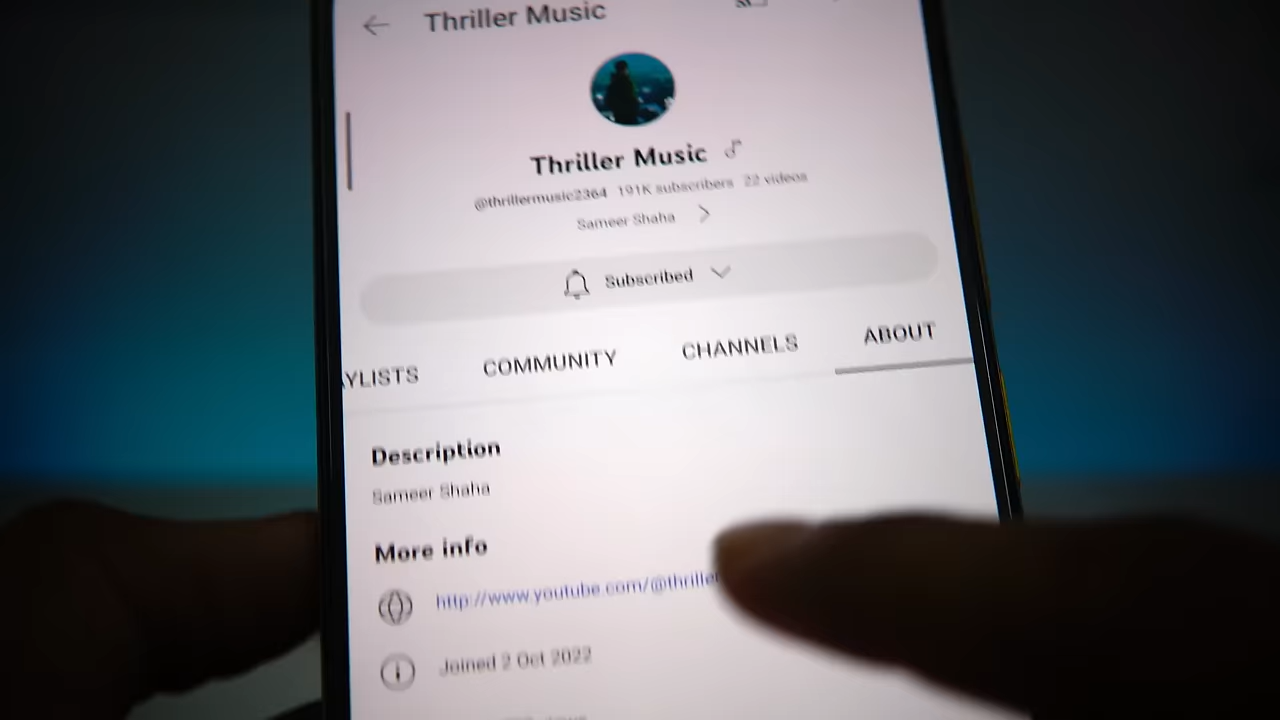 Thriller Music
Thriller Music
@thrillermusic2364 191K subscribers 22 videos
Sameer Shaha
Subscribed
YLISTS COMMUNITY CHANNELS ABOUT
Description
Sameer Shaha
More info
http://www.youtube.com/@thriller
Joined 2 Oct 2022